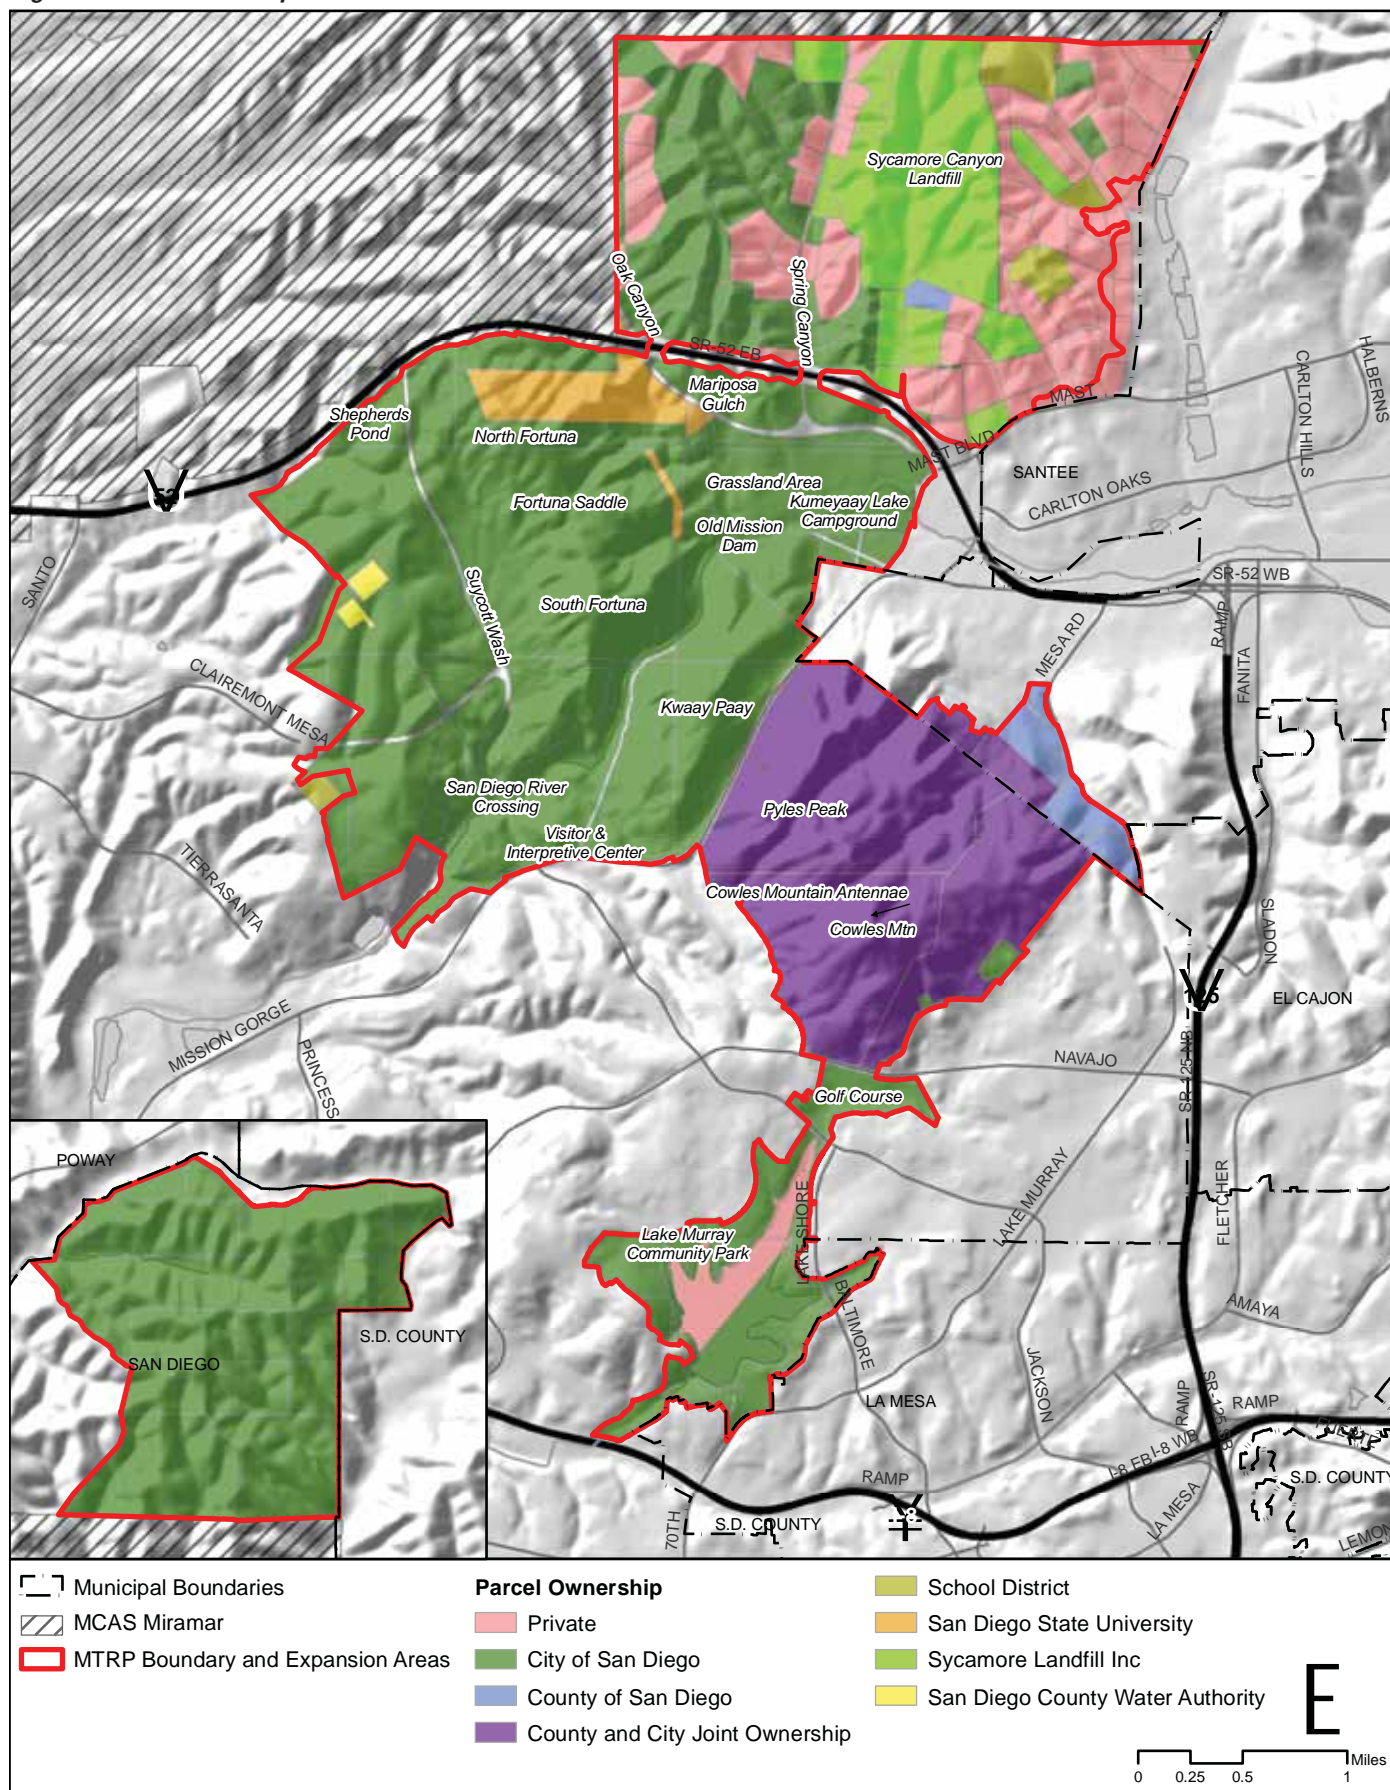 Sycamore Canyon
Landfill
Oak Canyon
Spring Canyon
SR-52 EB
Mariposa
Gulch
Shepherds
Pond
North Fortuna
MAST
MAST BLVD
HALBERNS
CARLTON HILLS
SANTEE
CARLTON OAKS
Grassland Area
Kumeyaay Lake
Campground
Fortuna Saddle
Old Mission
Dam
52
SANTO
Suycott Wash
South Fortuna
SR-52 WB
RAMP
FANITA
MESA RD
CLAIREMONT MESA
Kwaay Paay
San Diego River
Crossing
Pyles Peak
Visitor &
Interpretive Center
TIERRASANTA
Cowles Mountain Antennae
Cowles Mtn
SLADON
125
EL CAJON
MISSION GORGE
PRINCESS
NAVAJO
SR-125 NB
Golf Course
POWAY
LAKE MURRAY
FLETCHER
LAKE SHORE
Lake Murray
Community Park
BALTIMORE
AMAYA
S.D. COUNTY
SAN DIEGO
JACKSON
LA MESA
RAMP
SR-125 SB
RAMP
I-8 WB
I-8 EB
RAMP
S.D. COUNTY
LA MESA
70TH
S.D. COUNTY
8
LEMON
Municipal Boundaries
MCAS Miramar
MTRP Boundary and Expansion Areas
Parcel Ownership
Private
City of San Diego
County of San Diego
County and City Joint Ownership
School District
San Diego State University
Sycamore Landfill Inc
San Diego County Water Authority
E
Miles
0 0.25 0.5 1